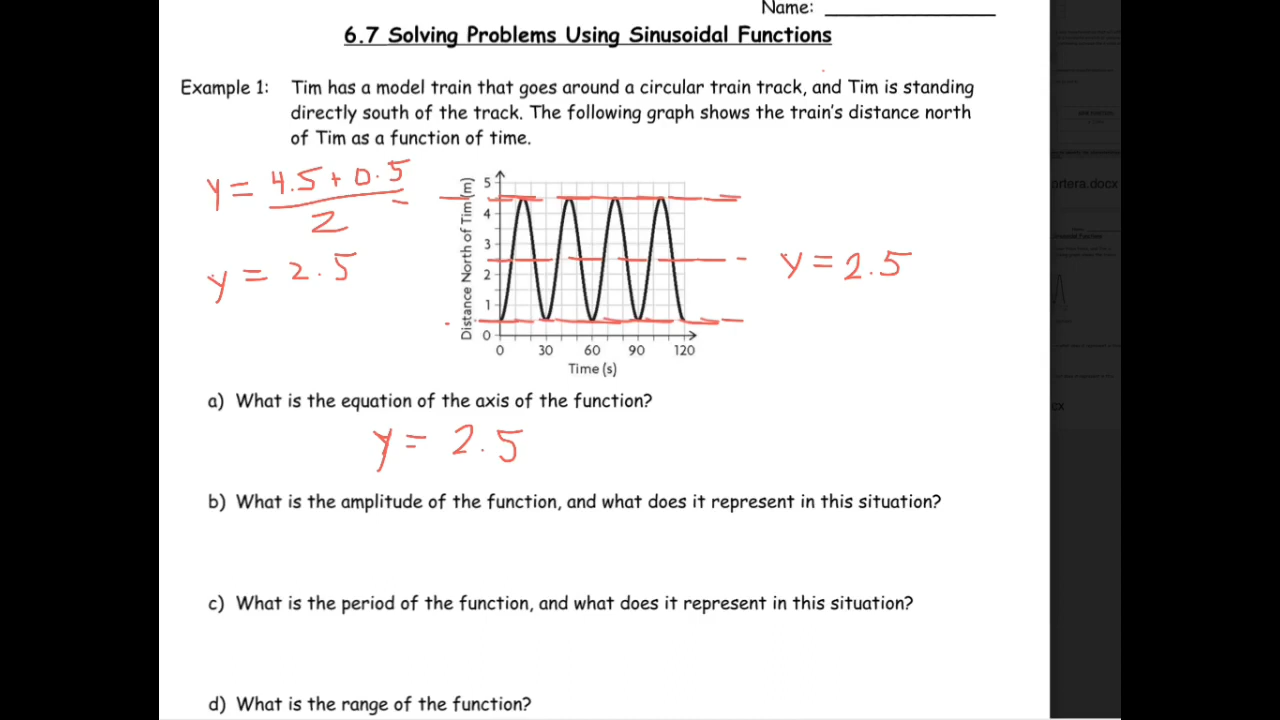 Name:
6.7 Solving Problems Using Sinusoidal Functions
Example 1: Tim has a model train that goes around a circular train track, and Tim is standing
directly south of the track. The following graph shows the train's distance north
of Tim as a function of time.
y = 4.5 + 0.5
2
y = 2.5
Distance North of Tim (m)
5
4
3
2
1
0
0 30 60 90 120
Time (s)
y = 2.5
a) What is the equation of the axis of the function?
y = 2.5
b) What is the amplitude of the function, and what does it represent in this situation?
c) What is the period of the function, and what does it represent in this situation?
d) What is the range of the function?
rtera.docx
cx